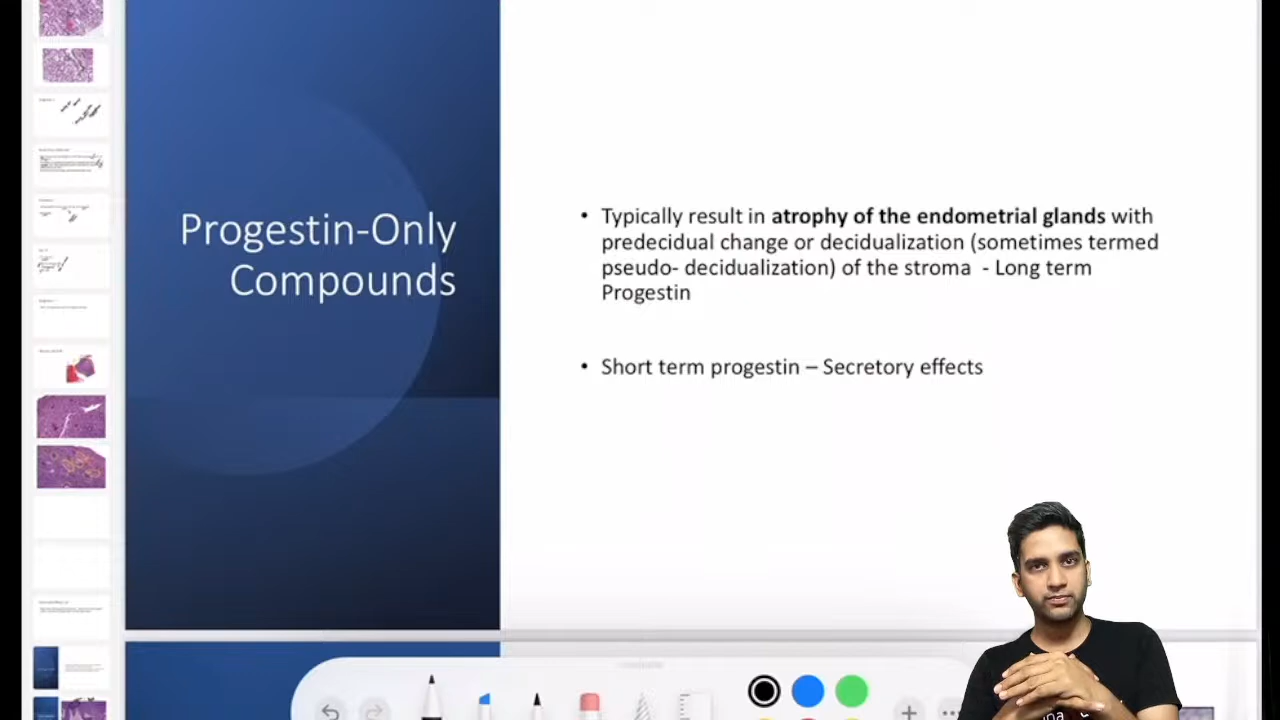 Progestin-Only
Compounds
• Typically result in atrophy of the endometrial glands with
predecidual change or decidualization (sometimes termed
pseudo- decidualization) of the stroma - Long term
Progestin
• Short term progestin – Secretory effects